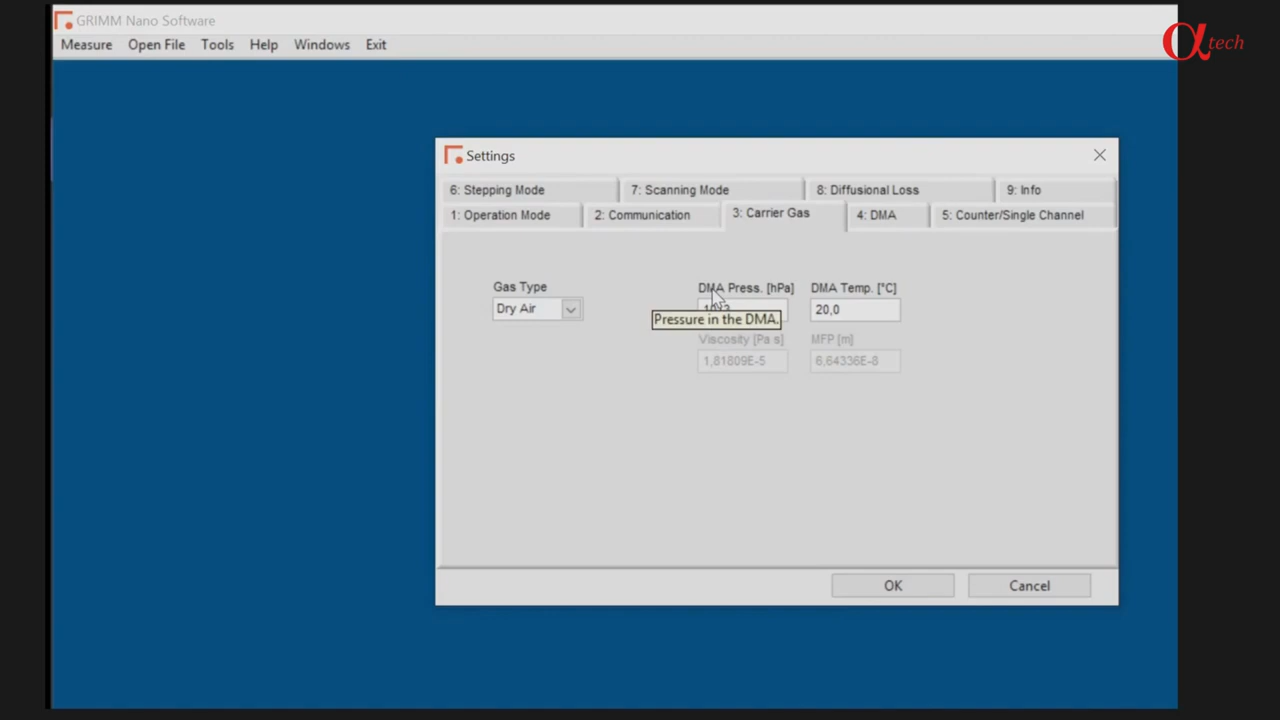 GRIMM Nano Software
α tech
Measure Open File Tools Help Windows Exit
Settings
6: Stepping Mode 7: Scanning Mode 8: Diffusional Loss 9: Info
1: Operation Mode 2: Communication 3: Carrier Gas 4: DMA 5: Counter/Single Channel
Gas Type DMA Press. [hPa] DMA Temp. [°C]
Dry Air 20,0
Pressure in the DMA.
Viscosity [Pa s] MFP [m]
1,81809E-5 6,64336E-8
OK Cancel